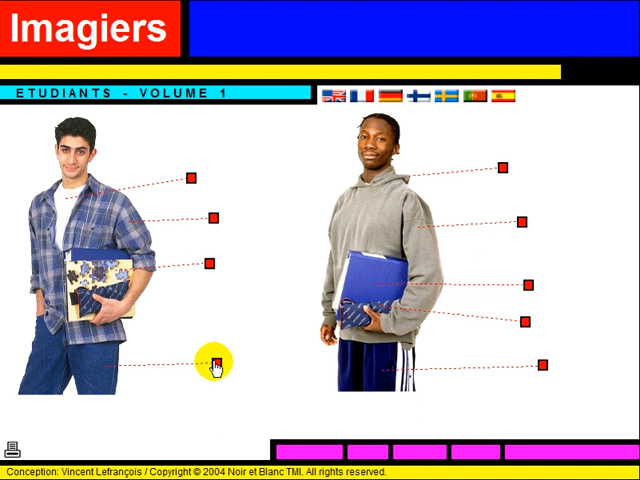 Imagiers
ETUDIANTS - VOLUME 1
Conception: Vincent Lefrançois / Copyright © 2004 Noir et Blanc TMI. All rights reserved.